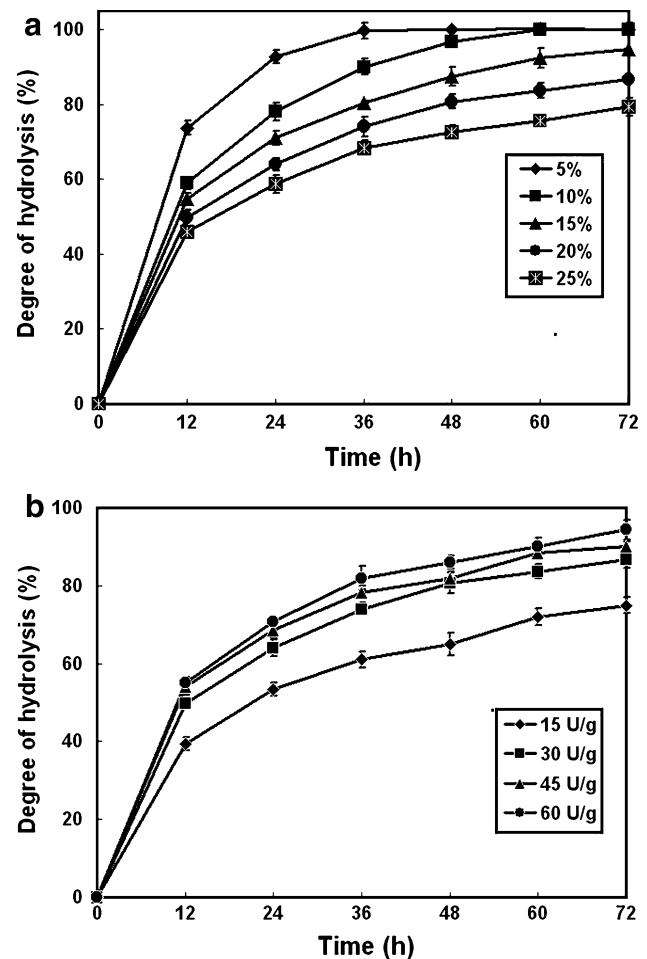 a
100
80
60
40
20
0
Degree of hydrolysis (%)
5%
10%
15%
20%
25%
0 12 24 36 48 60 72
Time (h)
b
100
80
60
40
20
0
Degree of hydrolysis (%)
15 U/g
30 U/g
45 U/g
60 U/g
0 12 24 36 48 60 72
Time (h)